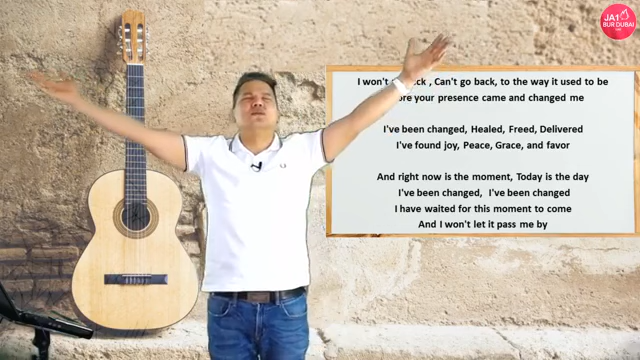 JA1
BUR DUBAI
I won't , Can't go back, to the way it used to be
your presence came and changed me
I've been changed, Healed, Freed, Delivered
I've found joy, Peace, Grace, and favor
And right now is the moment, Today is the day
I've been changed, I've been changed
I have waited for this moment to come
And I won't let it pass me by